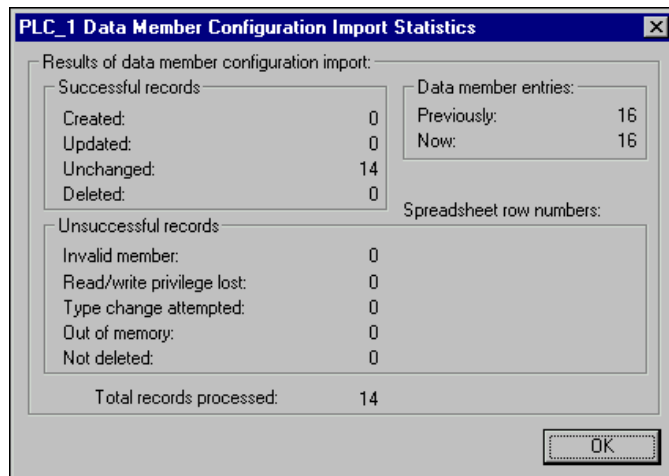 PLC_1 Data Member Configuration Import Statistics
Results of data member configuration import:
Successful records
Created: 0
Updated: 0
Unchanged: 14
Deleted: 0
Data member entries:
Previously: 16
Now: 16
Spreadsheet row numbers:
Unsuccessful records
Invalid member: 0
Read/write privilege lost: 0
Type change attempted: 0
Out of memory: 0
Not deleted: 0
Total records processed: 14
OK